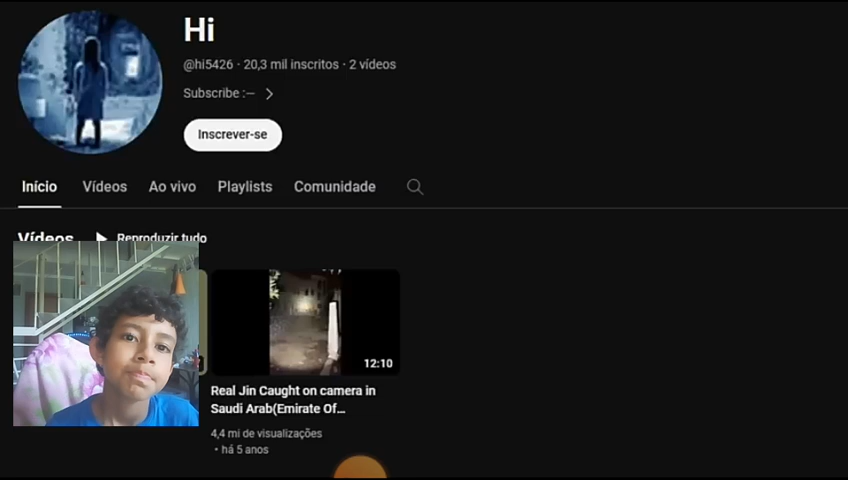 Hi
@hi5426 · 20,3 mil inscritos · 2 vídeos
Subscribe :—
Inscrever-se
Início Vídeos Ao vivo Playlists Comunidade
Vídeos Reproduzir tudo
12:10
Real Jin Caught on camera in
Saudi Arab(Emirate Of...
4,4 mi de visualizações
• há 5 anos